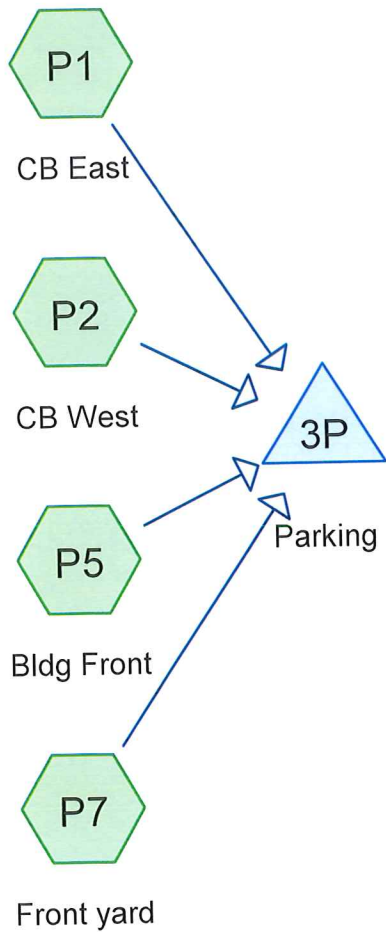 P1
CB East
P2
CB West
3P
Parking
P5
Bldg Front
P7
Front yard